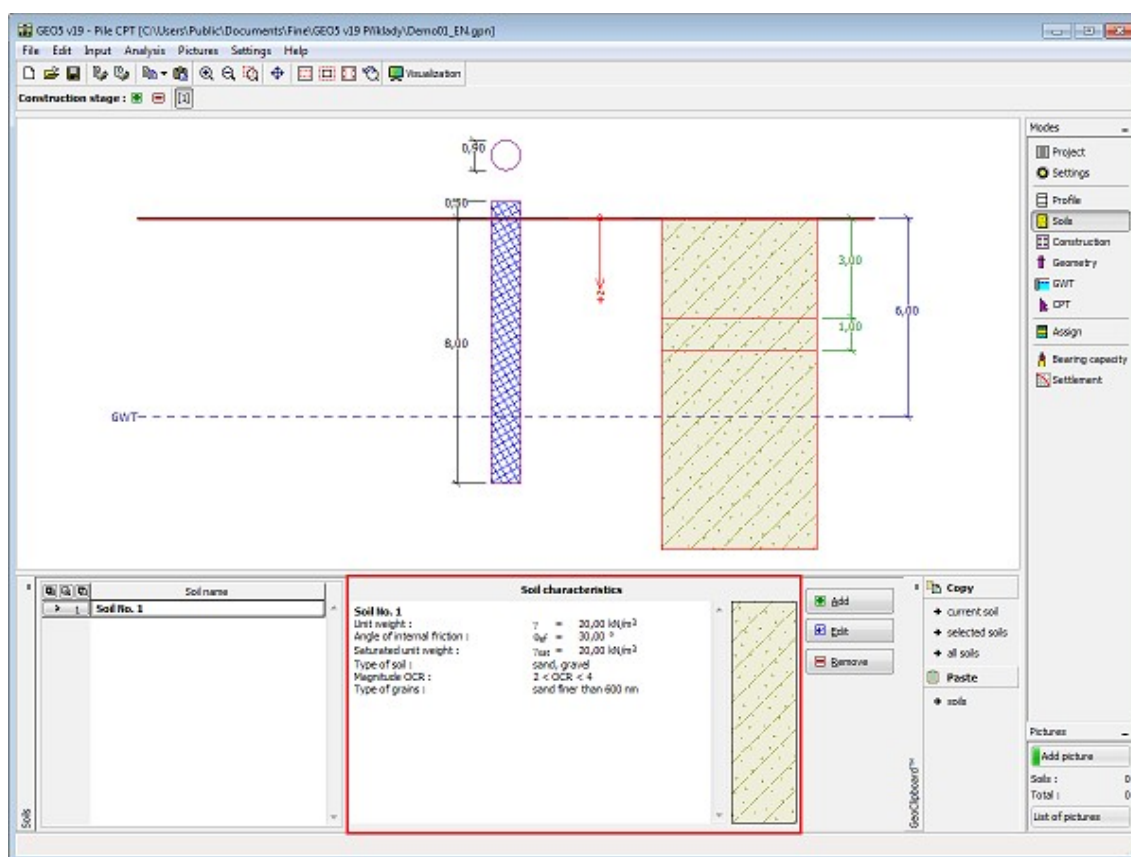 GEO5 v19 - Pile CPT [C:\Users\Public\Documents\Fine\GEO5 v19 Příklady\Demo01_EN.gpn]
File Edit Input Analysis Pictures Settings Help
Visualization
Construction stage : [1]
0,90
0,50
8,00
GWT
+z
3,00
1,00
6,00
Modes
Project
Settings
Profile
Soils
Construction
Geometry
GWT
CPT
Assign
Bearing capacity
Settlement
Soil name
1 Soil No. 1
Soils
Soil characteristics
Soil No. 1
Unit weight : γ = 20,00 kN/m³
Angle of internal friction : φef = 30,00 °
Saturated unit weight : γsat = 20,00 kN/m³
Type of soil : sand, gravel
Magnitude OCR : 2 < OCR < 4
Type of grains : sand finer than 600 nm
Add
Edit
Remove
GeoClipboard™
Copy
current soil
selected soils
all soils
Paste
soils
Pictures
Add picture
Soils : 0
Total : 0
List of pictures